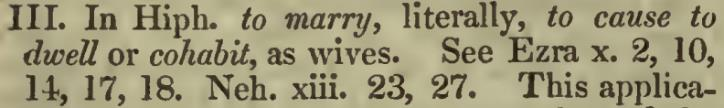 III. In Hiph. to marry, literally, to cause to
dwell or cohabit, as wives. See Ezra x. 2, 10,
14, 17, 18. Neh. xiii. 23, 27. This applica-